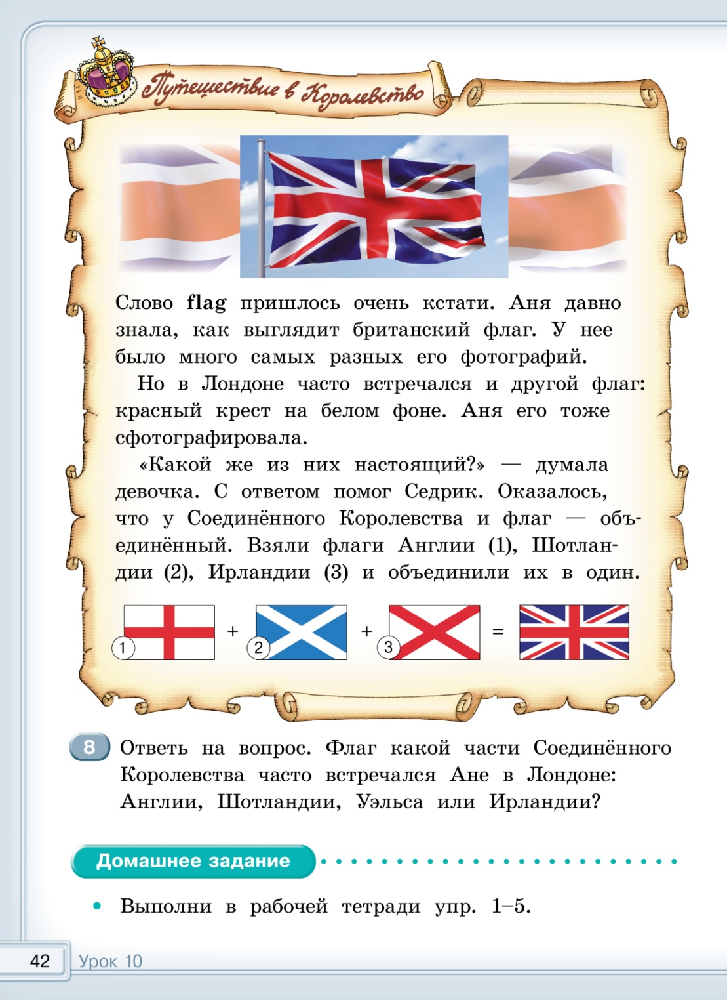 Путешествие в Королевство
Слово flag пришлось очень кстати. Аня давно
знала, как выглядит британский флаг. У нее
было много самых разных его фотографий.
Но в Лондоне часто встречался и другой флаг:
красный крест на белом фоне. Аня его тоже
сфотографировала.
«Какой же из них настоящий?» — думала
девочка. С ответом помог Седрик. Оказалось,
что у Соединённого Королевства и флаг — объ-
единённый. Взяли флаги Англии (1), Шотлан-
дии (2), Ирландии (3) и объединили их в один.
1 + 2 + 3 =
8 Ответь на вопрос. Флаг какой части Соединённого
Королевства часто встречался Ане в Лондоне:
Англии, Шотландии, Уэльса или Ирландии?
Домашнее задание
• Выполни в рабочей тетради упр. 1–5.
42 Урок 10